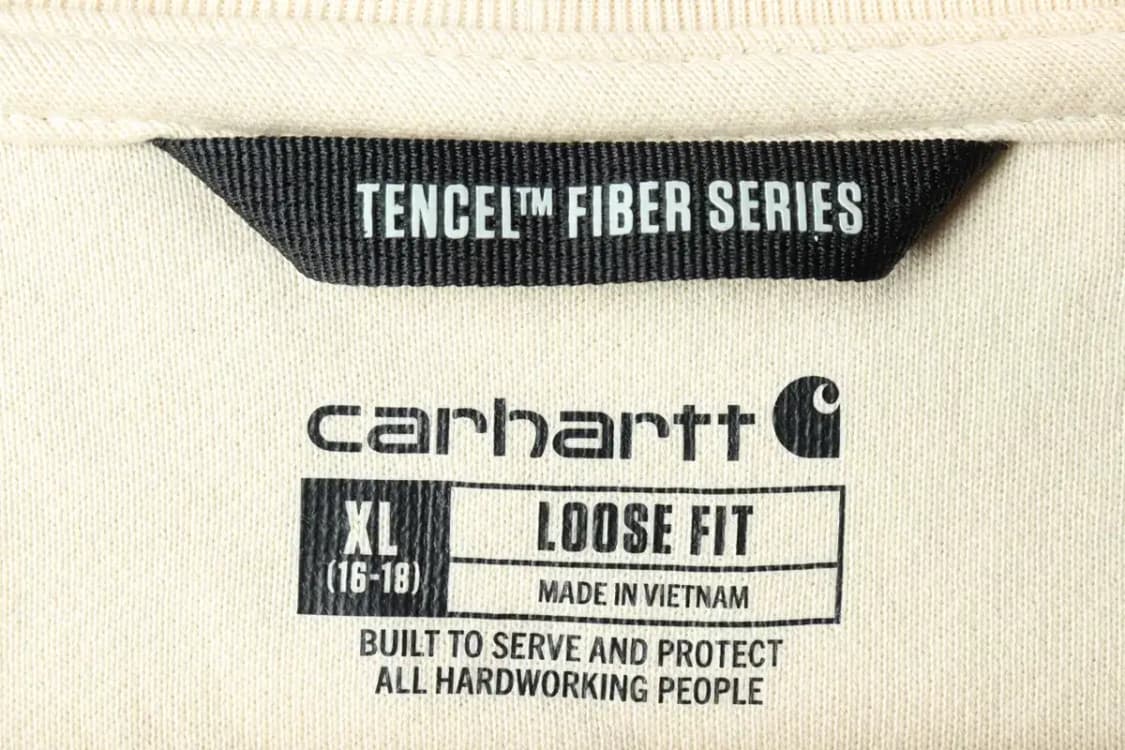 TENCEL™ FIBER SERIES
carhartt
XL
(16-18)
LOOSE FIT
MADE IN VIETNAM
BUILT TO SERVE AND PROTECT
ALL HARDWORKING PEOPLE